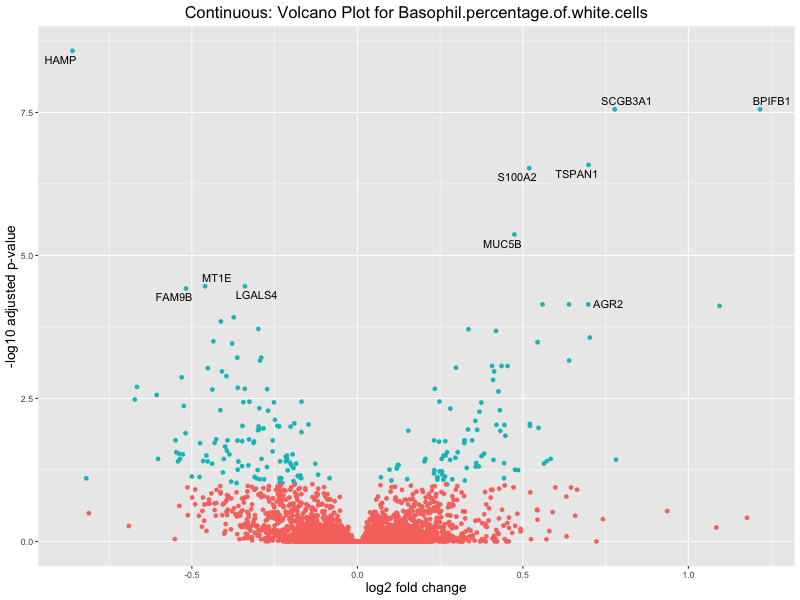 Continuous: Volcano Plot for Basophil.percentage.of.white.cells
HAMP
SCGB3A1
BPIFB1
7.5
TSPAN1
S100A2
MUC5B
5.0
-log10 adjusted p-value
MT1E
FAM9B
LGALS4
AGR2
2.5
0.0
-0.5
0.0
0.5
1.0
log2 fold change